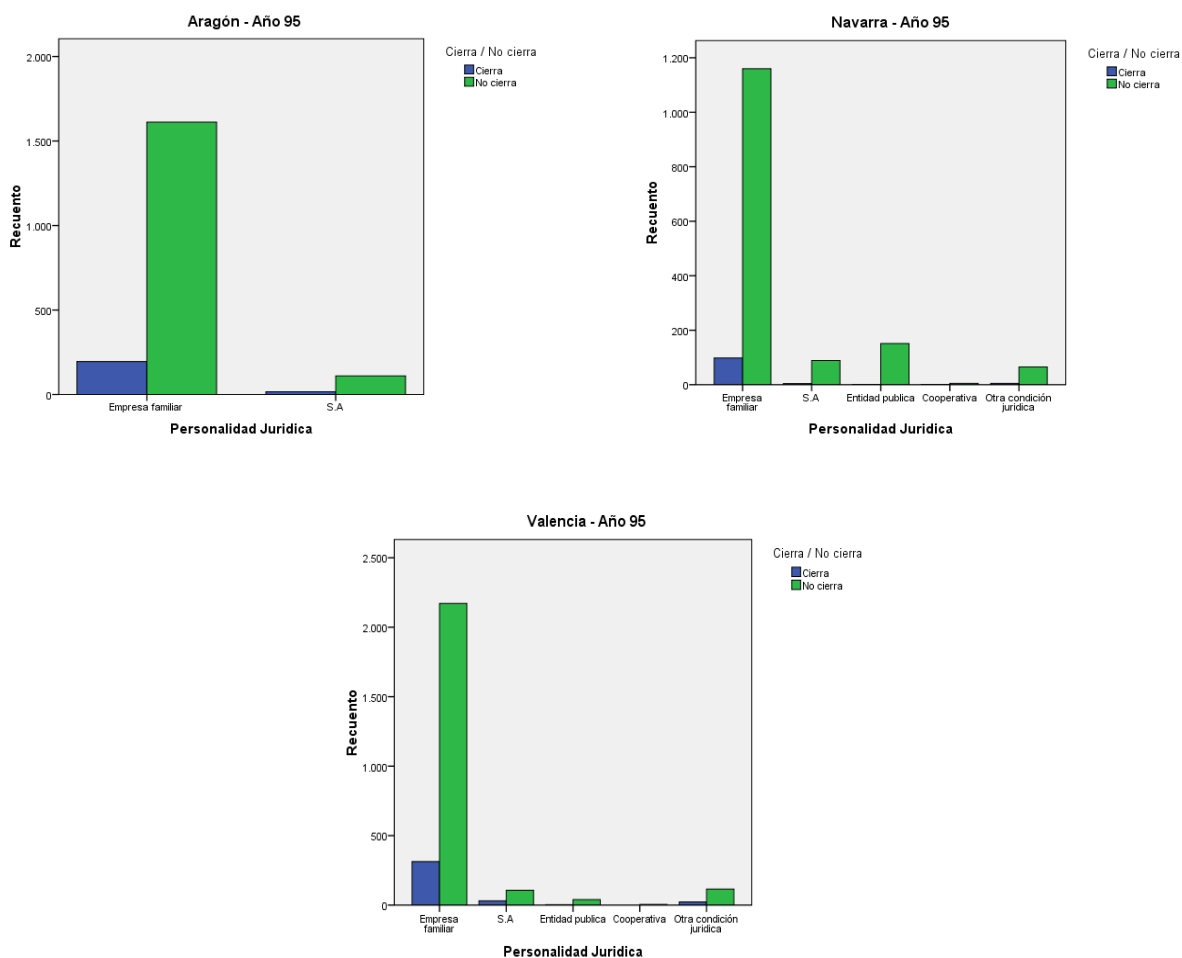 Aragón - Año 95
Cierra / No cierra
Cierra
No cierra
Recuento
2.000
1.500
1.000
500
0
Empresa familiar
S.A
Personalidad Juridica
Navarra - Año 95
Cierra / No cierra
Cierra
No cierra
Recuento
1.200
1.000
800
600
400
200
0
Empresa
familiar
S.A
Entidad publica
Cooperativa
Otra condición
juridica
Personalidad Juridica
Valencia - Año 95
Cierra / No cierra
Cierra
No cierra
Recuento
2.500
2.000
1.500
1.000
500
0
Empresa
familiar
S.A
Entidad publica
Cooperativa
Otra condición
juridica
Personalidad Juridica